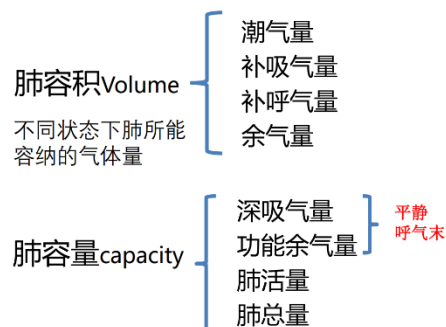 肺容积Volume
不同状态下肺所能
容纳的气体量
潮气量
补吸气量
补呼气量
余气量
肺容量capacity
深吸气量
功能余气量
肺活量
肺总量
平静
呼气末